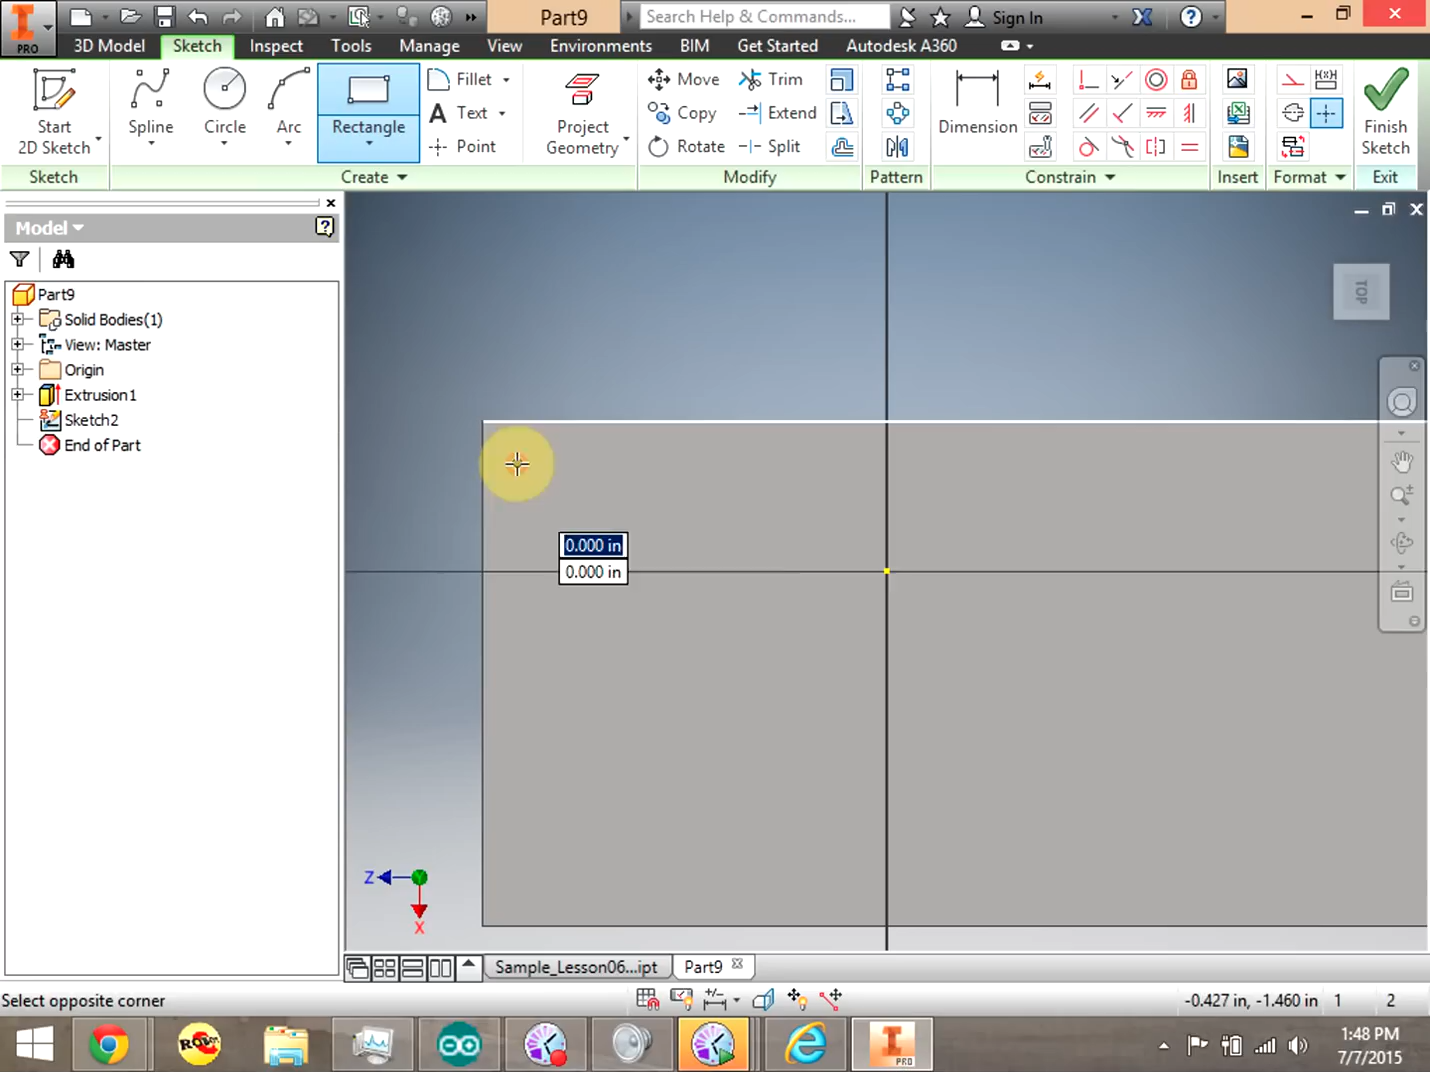 Part9
Search Help & Commands...
Sign In
PRO
3D Model
Sketch
Inspect
Tools
Manage
View
Environments
BIM
Get Started
Autodesk A360
Start
2D Sketch
Spline
Circle
Arc
Rectangle
Fillet
Text
Point
Project
Geometry
Move
Copy
Rotate
Trim
Extend
Split
Dimension
Finish
Sketch
Sketch
Create
Modify
Pattern
Constrain
Insert
Format
Exit
Model
Part9
Solid Bodies(1)
View: Master
Origin
Extrusion1
Sketch2
End of Part
TOP
0.000 in
0.000 in
Z
X
Sample_Lesson06...ipt
Part9
Select opposite corner
-0.427 in, -1.460 in
1
2
PRO
1:48 PM
7/7/2015